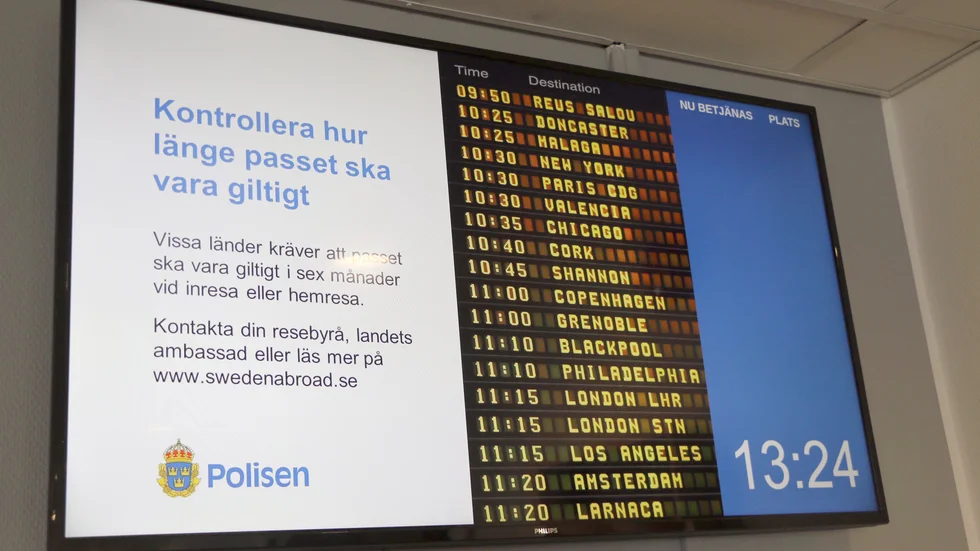 Kontrollera hur
länge passet ska
vara giltigt
Vissa länder kräver att passet
ska vara giltigt i sex månader
vid inresa eller hemresa.
Kontakta din resebyrå, landets
ambassad eller läs mer på
www.swedenabroad.se
Polisen
Time Destination
09:50 REUS SALOU
10:25 DONCASTER
10:25 MALAGA
10:30 NEW YORK
10:30 PARIS CDG
10:30 VALENCIA
10:35 CHICAGO
10:40 CORK
10:45 SHANNON
11:00 COPENHAGEN
11:00 GRENOBLE
11:10 BLACKPOOL
11:10 PHILADELPHIA
11:15 LONDON LHR
11:15 LONDON STN
11:15 LOS ANGELES
11:20 AMSTERDAM
11:20 LARNACA
NU BETJÄNAS PLATS
13:24
PHILIPS